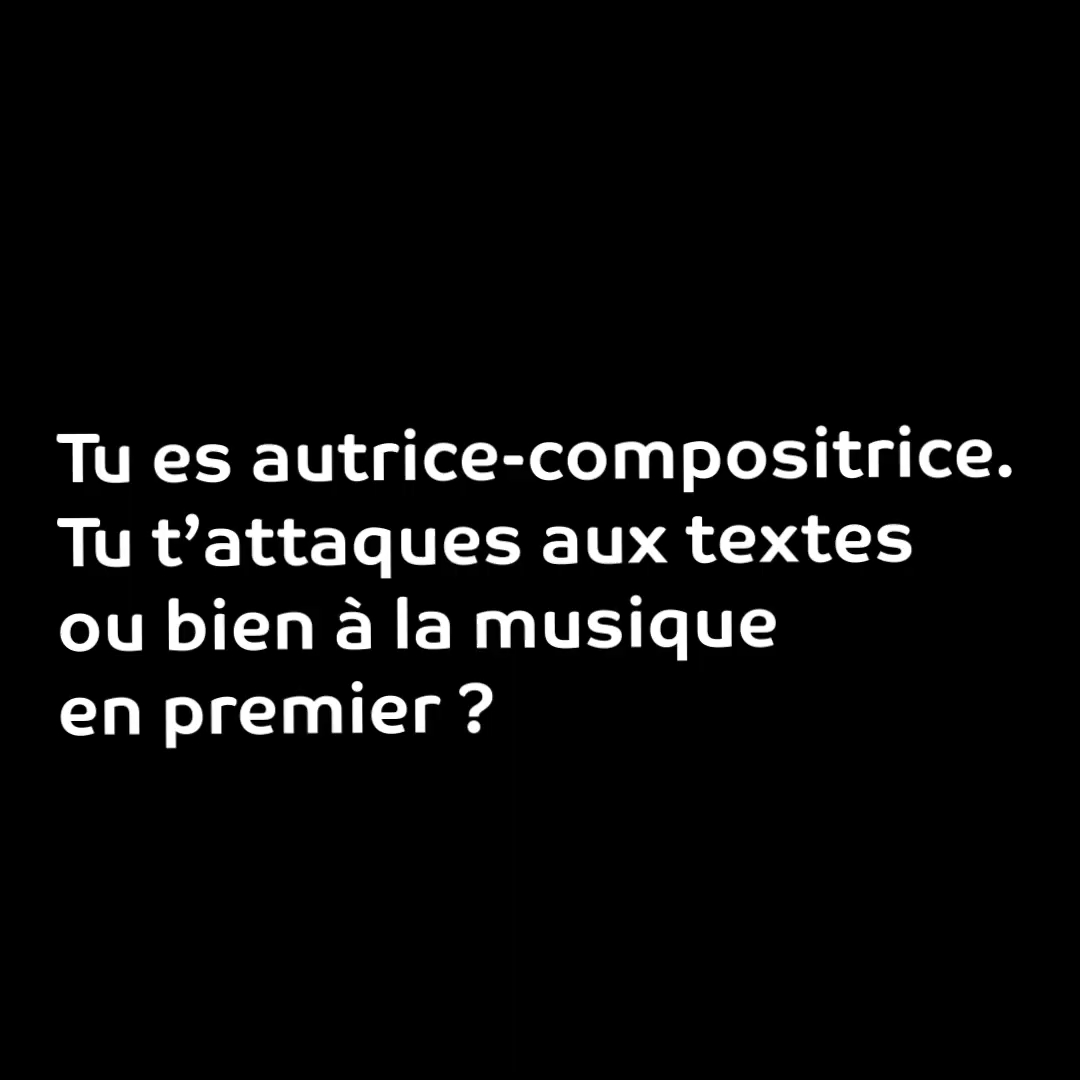 Tu es autrice-compositrice.
Tu t’attaques aux textes
ou bien à la musique
en premier ?